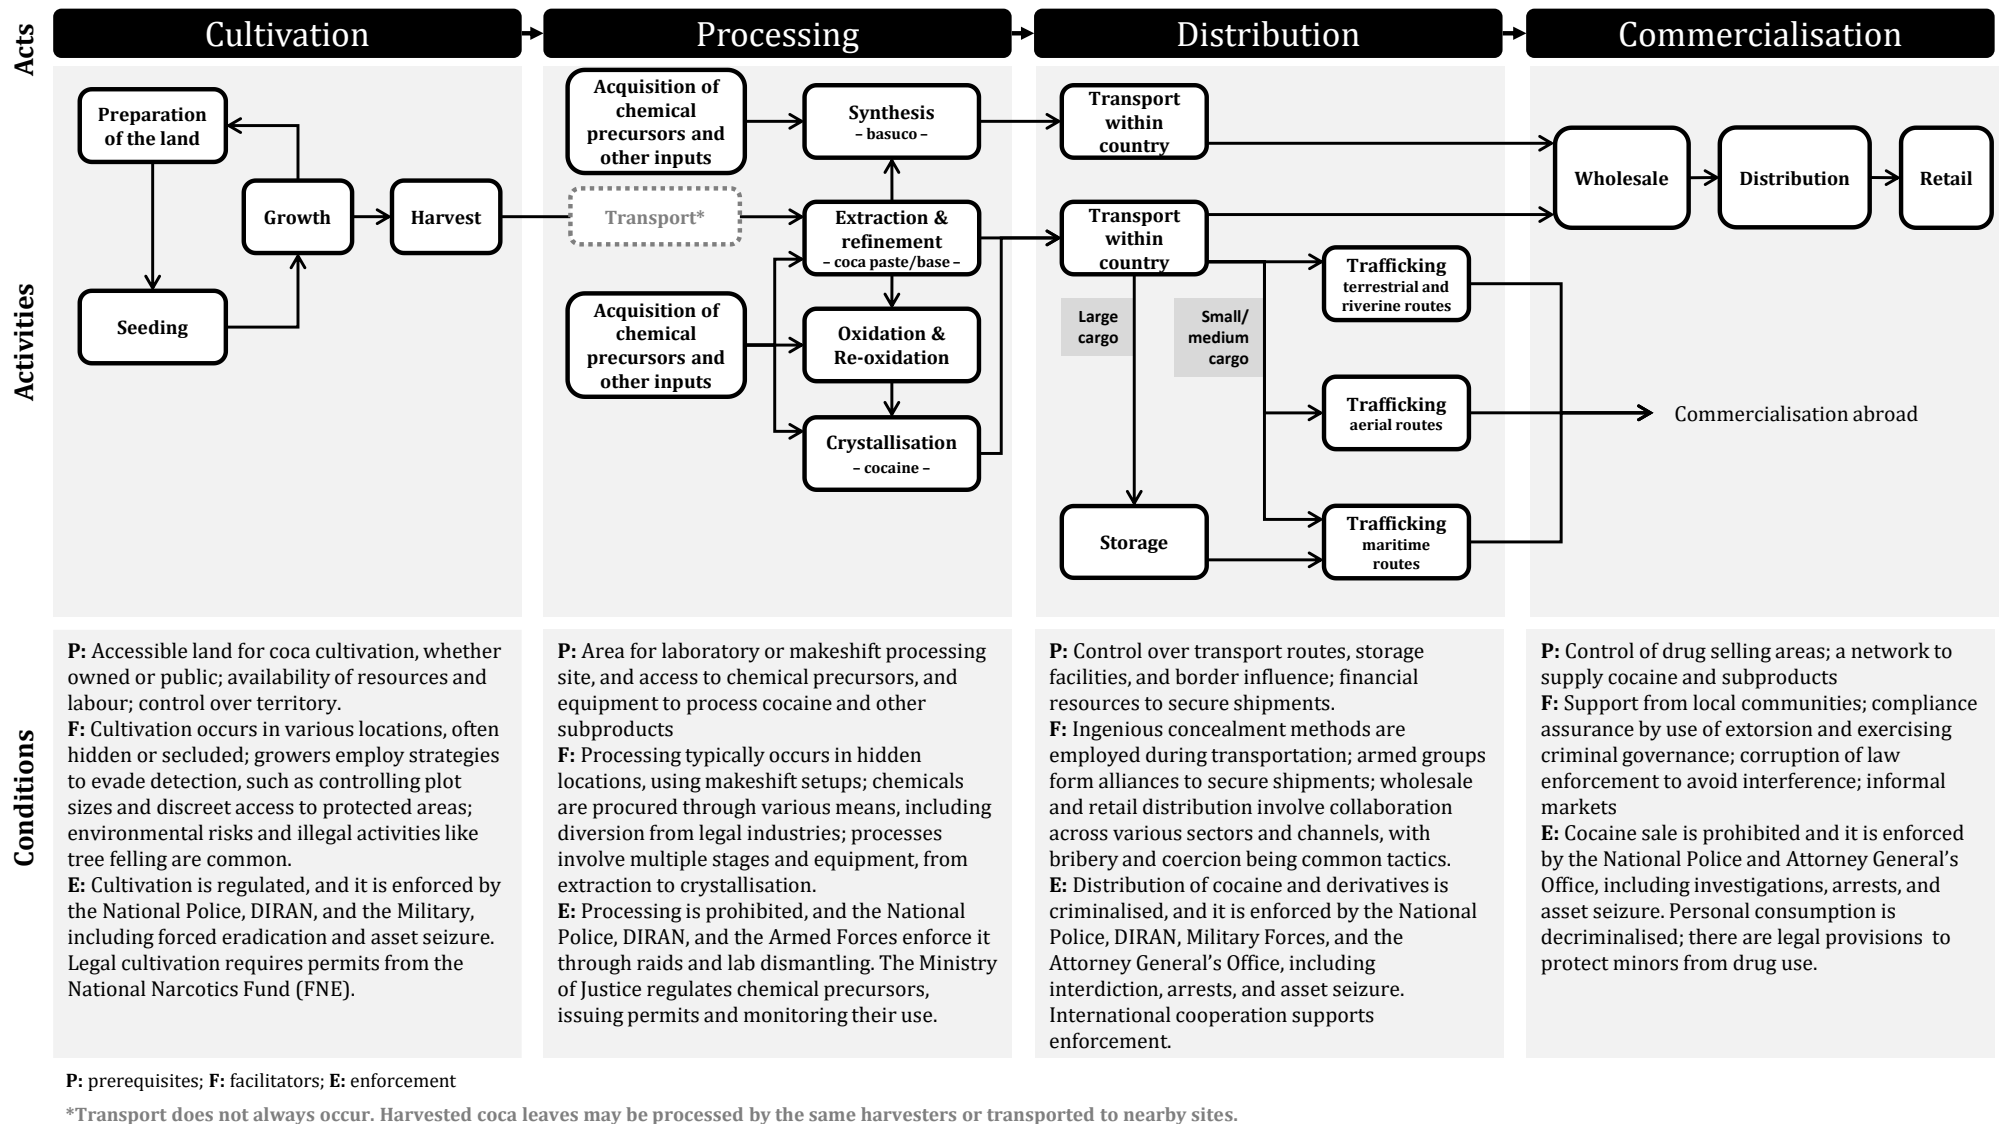 Acts
Cultivation
Processing
Distribution
Commercialisation
Activities
Preparation
of the land
Seeding
Growth
Harvest
Acquisition of
chemical
precursors and
other inputs
Transport*
Acquisition of
chemical
precursors and
other inputs
Synthesis
– basuco –
Extraction &
refinement
– coca paste/base –
Oxidation &
Re-oxidation
Crystallisation
– cocaine –
Transport
within
country
Transport
within
country
Large
cargo
Small/
medium
cargo
Storage
Trafficking
terrestrial and
riverine routes
Trafficking
aerial routes
Trafficking
maritime
routes
Wholesale
Distribution
Retail
Commercialisation abroad
Conditions
P: Accessible land for coca cultivation, whether
owned or public; availability of resources and
labour; control over territory.
F: Cultivation occurs in various locations, often
hidden or secluded; growers employ strategies
to evade detection, such as controlling plot
sizes and discreet access to protected areas;
environmental risks and illegal activities like
tree felling are common.
E: Cultivation is regulated, and it is enforced by
the National Police, DIRAN, and the Military,
including forced eradication and asset seizure.
Legal cultivation requires permits from the
National Narcotics Fund (FNE).
P: Area for laboratory or makeshift processing
site, and access to chemical precursors, and
equipment to process cocaine and other
subproducts
F: Processing typically occurs in hidden
locations, using makeshift setups; chemicals
are procured through various means, including
diversion from legal industries; processes
involve multiple stages and equipment, from
extraction to crystallisation.
E: Processing is prohibited, and the National
Police, DIRAN, and the Armed Forces enforce it
through raids and lab dismantling. The Ministry
of Justice regulates chemical precursors,
issuing permits and monitoring their use.
P: Control over transport routes, storage
facilities, and border influence; financial
resources to secure shipments.
F: Ingenious concealment methods are
employed during transportation; armed groups
form alliances to secure shipments; wholesale
and retail distribution involve collaboration
across various sectors and channels, with
bribery and coercion being common tactics.
E: Distribution of cocaine and derivatives is
criminalised, and it is enforced by the National
Police, DIRAN, Military Forces, and the
Attorney General’s Office, including
interdiction, arrests, and asset seizure.
International cooperation supports
enforcement.
P: Control of drug selling areas; a network to
supply cocaine and subproducts
F: Support from local communities; compliance
assurance by use of extorsion and exercising
criminal governance; corruption of law
enforcement to avoid interference; informal
markets
E: Cocaine sale is prohibited and it is enforced
by the National Police and Attorney General’s
Office, including investigations, arrests, and
asset seizure. Personal consumption is
decriminalised; there are legal provisions to
protect minors from drug use.
P: prerequisites; F: facilitators; E: enforcement
*Transport does not always occur. Harvested coca leaves may be processed by the same harvesters or transported to nearby sites.